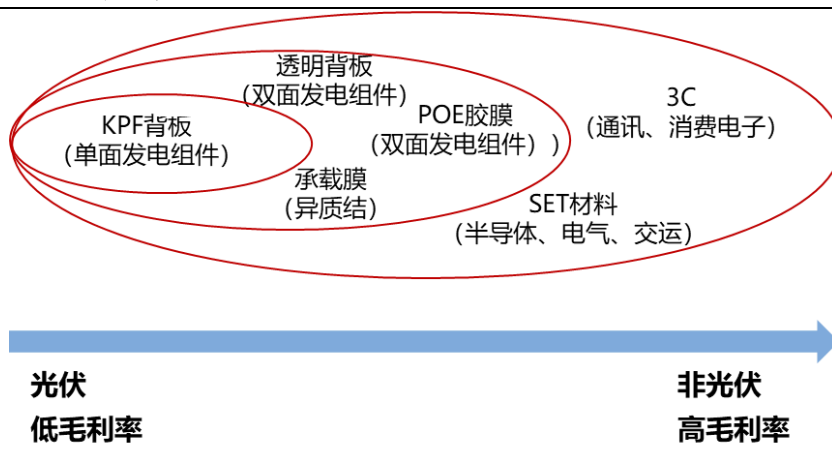 透明背板
（双面发电组件）
KPF背板
（单面发电组件）
POE胶膜
（双面发电组件））
3C
（通讯、消费电子）
承载膜
（异质结）
SET材料
（半导体、电气、交运）
光伏
低毛利率
非光伏
高毛利率